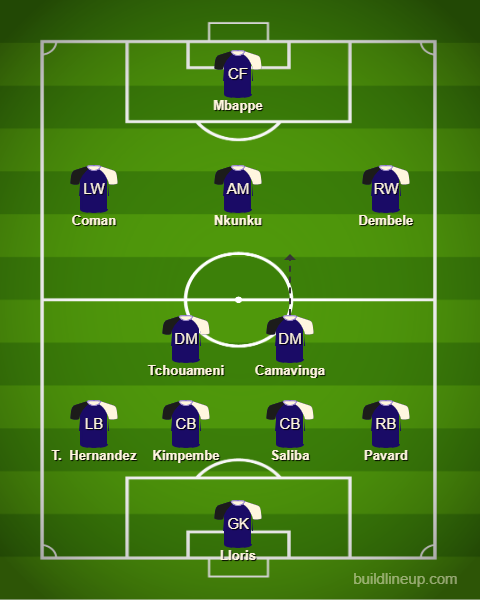 CF
Mbappe
LW AM RW
Coman Nkunku Dembele
DM DM
Tchouameni Camavinga
LB CB CB RB
T. Hernandez Kimpembe Saliba Pavard
GK
Lloris
buildlineup.com